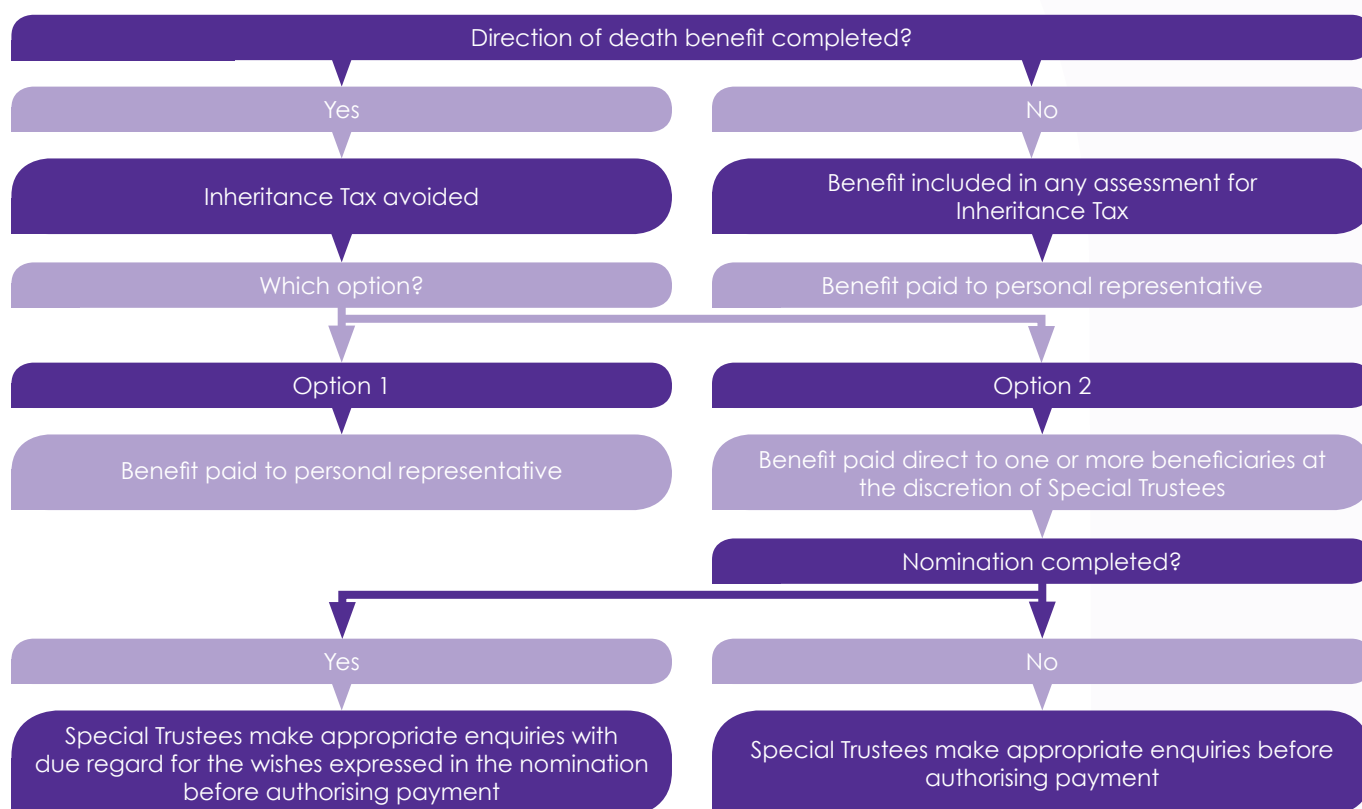 Direction of death benefit completed?
Yes
No
Inheritance Tax avoided
Benefit included in any assessment for
Inheritance Tax
Which option?
Benefit paid to personal representative
Option 1
Option 2
Benefit paid to personal representative
Benefit paid direct to one or more beneficiaries at
the discretion of Special Trustees
Nomination completed?
Yes
No
Special Trustees make appropriate enquiries with
due regard for the wishes expressed in the nomination
before authorising payment
Special Trustees make appropriate enquiries before
authorising payment